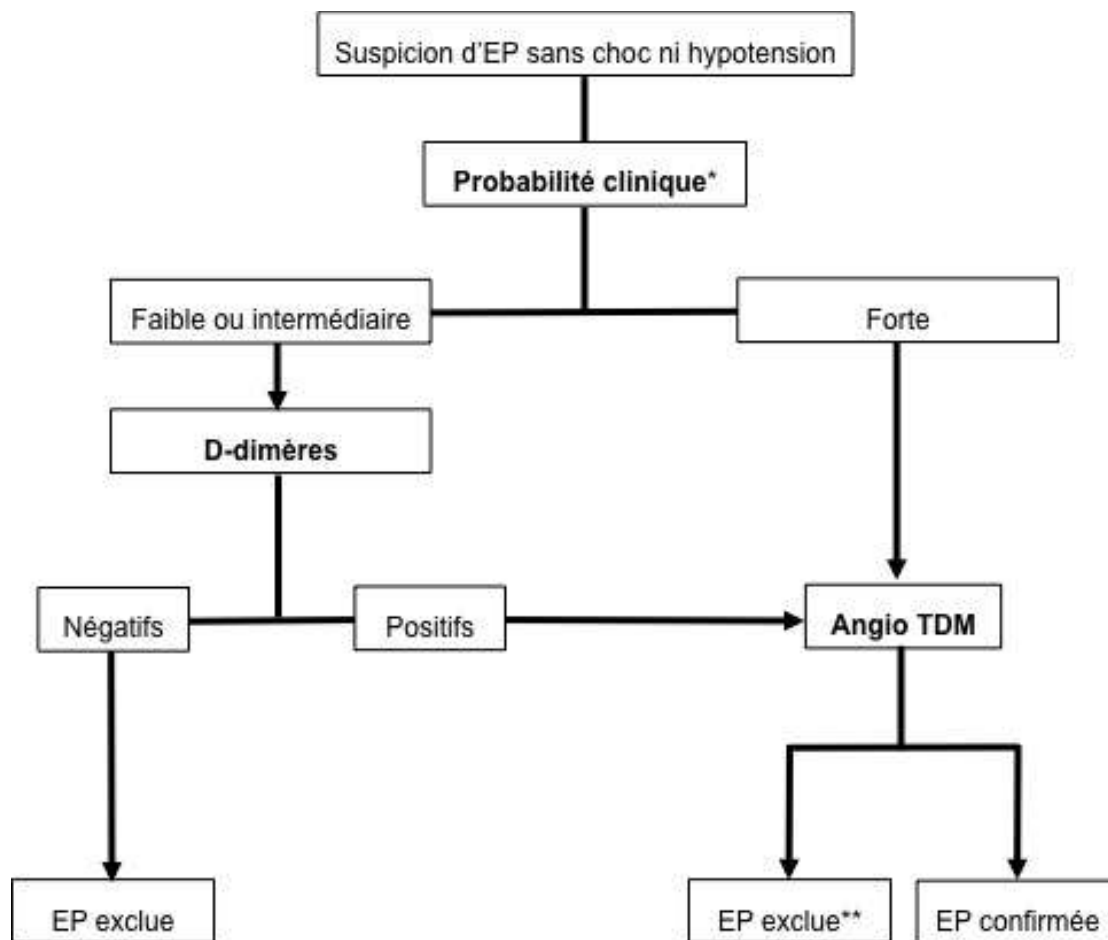 Suspicion d'EP sans choc ni hypotension
Probabilité clinique*
Faible ou intermédiaire
Forte
D-dimères
Négatifs
Positifs
Angio TDM
EP exclue
EP exclue**
EP confirmée